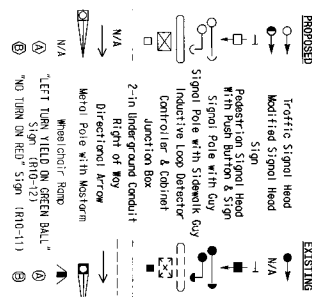 PROPOSED
EXISTING
Traffic Signal Head
Modified Signal Head
N/A
Sign
Pedestrian Signal Head
With Push Button & Sign
Signal Pole with Guy
Signal Pole with Sidewalk Guy
Inductive Loop Detector
Controller & Cabinet
Junction Box
2-in Underground Conduit
N/A
Right of Way
Directional Arrow
Metal Pole with Mastarm
N/A
Wheelchair Ramp
A
"LEFT TURN YIELD ON GREEN BALL"
Sign (R10-12)
A
B
"NO TURN ON RED" Sign (R10-11)
B